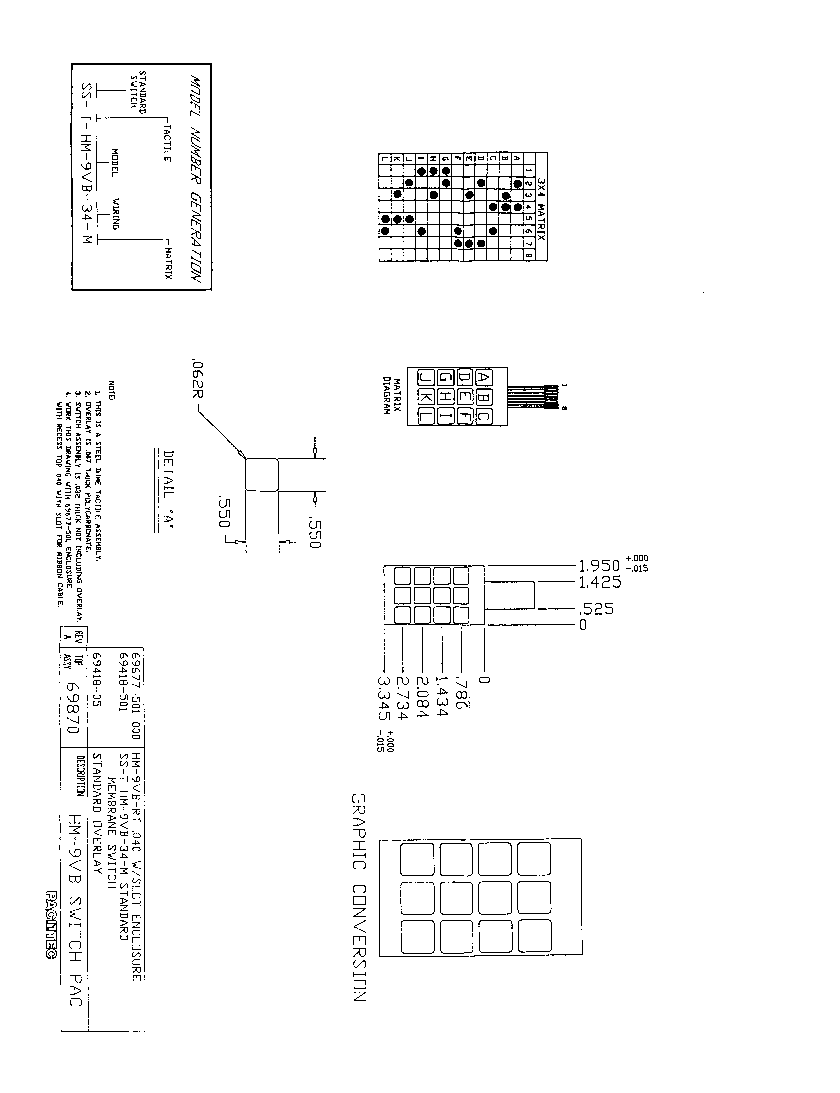 MODEL NUMBER GENERATION
TACTILE
MATRIX
STANDARD
SWITCH
MODEL
WIRING
SS-T-HM-9VB-34-M
3X4 MATRIX
1 2 3 4 5 6 7 8
A
B
C
D
E
F
G
H
I
J
K
L
1 8
A B C
D E F
G H I
J K L
MATRIX
DIAGRAM
.062R
.550
.550
DETAIL "A"
1.950 +.000 -.015
1.425
.525
0
0
.786
1.434
2.084
2.734
3.345 +.000 -.015
GRAPHIC CONVERSION
NOTE:
1. THIS IS A STEEL DOME TACTILE ASSEMBLY.
2. OVERLAY IS THICK POLYCARBONATE.
3. SWITCH ASSEMBLY IS .032 THICK NOT INCLUDING OVERLAY.
4. WORK THIS DRAWING WITH 69677-501 ENCLOSURE
WITH RECESS TOP .040 WITH SLOT FOR RIBBON CABLE.
69677-501-000 HM-9VB-RT .040 W/SLOT ENCLOSURE
69418-501 SS-T-HM-9VB-34-M STANDARD
MEMBRANE SWITCH
69418-05 STANDARD OVERLAY
REV A
TOP ASSY 69870
DESCRIPTION HM-9VB SWITCH PAC
PACTEC